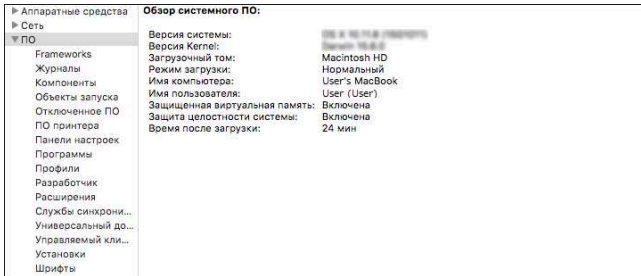 Аппаратные средства
Сеть
ПО
Frameworks
Журналы
Компоненты
Объекты запуска
Отключенное ПО
ПО принтера
Панели настроек
Программы
Профили
Разработчик
Расширения
Службы синхрони...
Универсальный до...
Управляемый кли...
Установки
Шрифты
Обзор системного ПО:
Версия системы:
Версия Kernel:
Загрузочный том: Macintosh HD
Режим загрузки: Нормальный
Имя компьютера: User's MacBook
Имя пользователя: User (User)
Защищенная виртуальная память: Включена
Защита целостности системы: Включена
Время после загрузки: 24 мин